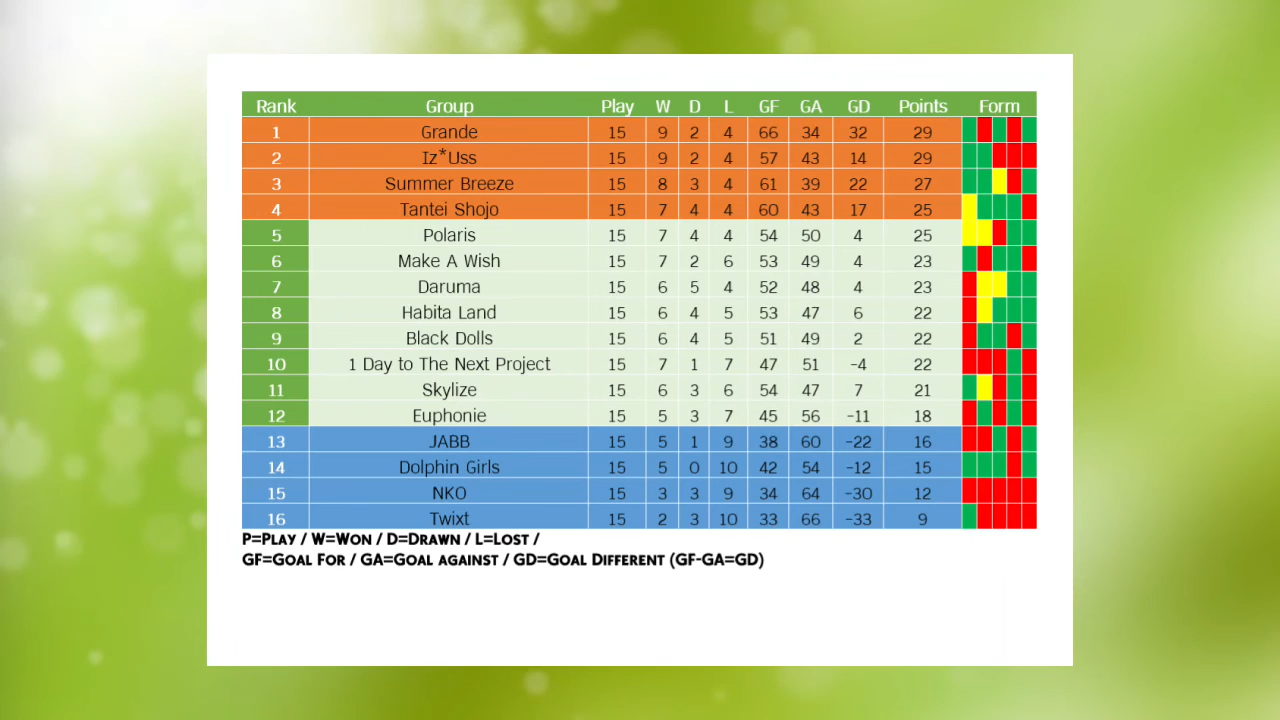 Rank Group Play W D L GF GA GD Points Form
1 Grande 15 9 2 4 66 34 32 29
2 Iz*Uss 15 9 2 4 57 43 14 29
3 Summer Breeze 15 8 3 4 61 39 22 27
4 Tantei Shojo 15 7 4 4 60 43 17 25
5 Polaris 15 7 4 4 54 50 4 25
6 Make A Wish 15 7 2 6 53 49 4 23
7 Daruma 15 6 5 4 52 48 4 23
8 Habita Land 15 6 4 5 53 47 6 22
9 Black Dolls 15 6 4 5 51 49 2 22
10 1 Day to The Next Project 15 7 1 7 47 51 -4 22
11 Skylize 15 6 3 6 54 47 7 21
12 Euphonie 15 5 3 7 45 56 -11 18
13 JABB 15 5 1 9 38 60 -22 16
14 Dolphin Girls 15 5 0 10 42 54 -12 15
15 NKO 15 3 3 9 34 64 -30 12
16 Twixt 15 2 3 10 33 66 -33 9
P=Play / W=Won / D=Drawn / L=Lost /
GF=Goal For / GA=Goal against / GD=Goal Different (GF-GA=GD)